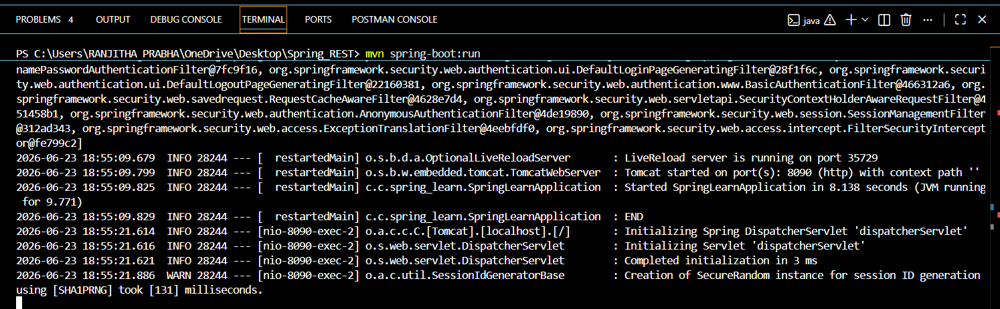 PROBLEMS 4 OUTPUT DEBUG CONSOLE TERMINAL PORTS POSTMAN CONSOLE java
PS C:\Users\RANJITHA PRABHA\OneDrive\Desktop\Spring_REST> mvn spring-boot:run
namePasswordAuthenticationFilter@7fc9f16, org.springframework.security.web.authentication.ui.DefaultLoginPageGeneratingFilter@28f1f6c, org.springframework.securi
ty.web.authentication.ui.DefaultLogoutPageGeneratingFilter@22160381, org.springframework.security.web.authentication.www.BasicAuthenticationFilter@466312a6, org.
springframework.security.web.savedrequest.RequestCacheAwareFilter@4628e7d4, org.springframework.security.web.servletapi.SecurityContextHolderAwareRequestFilter@4
51458b1, org.springframework.security.web.authentication.AnonymousAuthenticationFilter@4de19890, org.springframework.security.web.session.SessionManagementFilter
@312ad343, org.springframework.security.web.access.ExceptionTranslationFilter@4eebfdf0, org.springframework.security.web.access.intercept.FilterSecurityIntercept
or@fe799c2]
2026-06-23 18:55:09.679  INFO 28244 --- [  restartedMain] o.s.b.d.a.OptionalLiveReloadServer       : LiveReload server is running on port 35729
2026-06-23 18:55:09.799  INFO 28244 --- [  restartedMain] o.s.b.w.embedded.tomcat.TomcatWebServer  : Tomcat started on port(s): 8090 (http) with context path ''
2026-06-23 18:55:09.825  INFO 28244 --- [  restartedMain] c.c.spring_learn.SpringLearnApplication  : Started SpringLearnApplication in 8.138 seconds (JVM running
 for 9.771)
2026-06-23 18:55:09.829  INFO 28244 --- [  restartedMain] c.c.spring_learn.SpringLearnApplication  : END
2026-06-23 18:55:21.614  INFO 28244 --- [nio-8090-exec-2] o.a.c.c.C.[Tomcat].[localhost].[/]       : Initializing Spring DispatcherServlet 'dispatcherServlet'
2026-06-23 18:55:21.616  INFO 28244 --- [nio-8090-exec-2] o.s.web.servlet.DispatcherServlet        : Initializing Servlet 'dispatcherServlet'
2026-06-23 18:55:21.621  INFO 28244 --- [nio-8090-exec-2] o.s.web.servlet.DispatcherServlet        : Completed initialization in 3 ms
2026-06-23 18:55:21.886  WARN 28244 --- [nio-8090-exec-2] o.a.c.util.SessionIdGeneratorBase        : Creation of SecureRandom instance for session ID generation
using [SHA1PRNG] took [131] milliseconds.